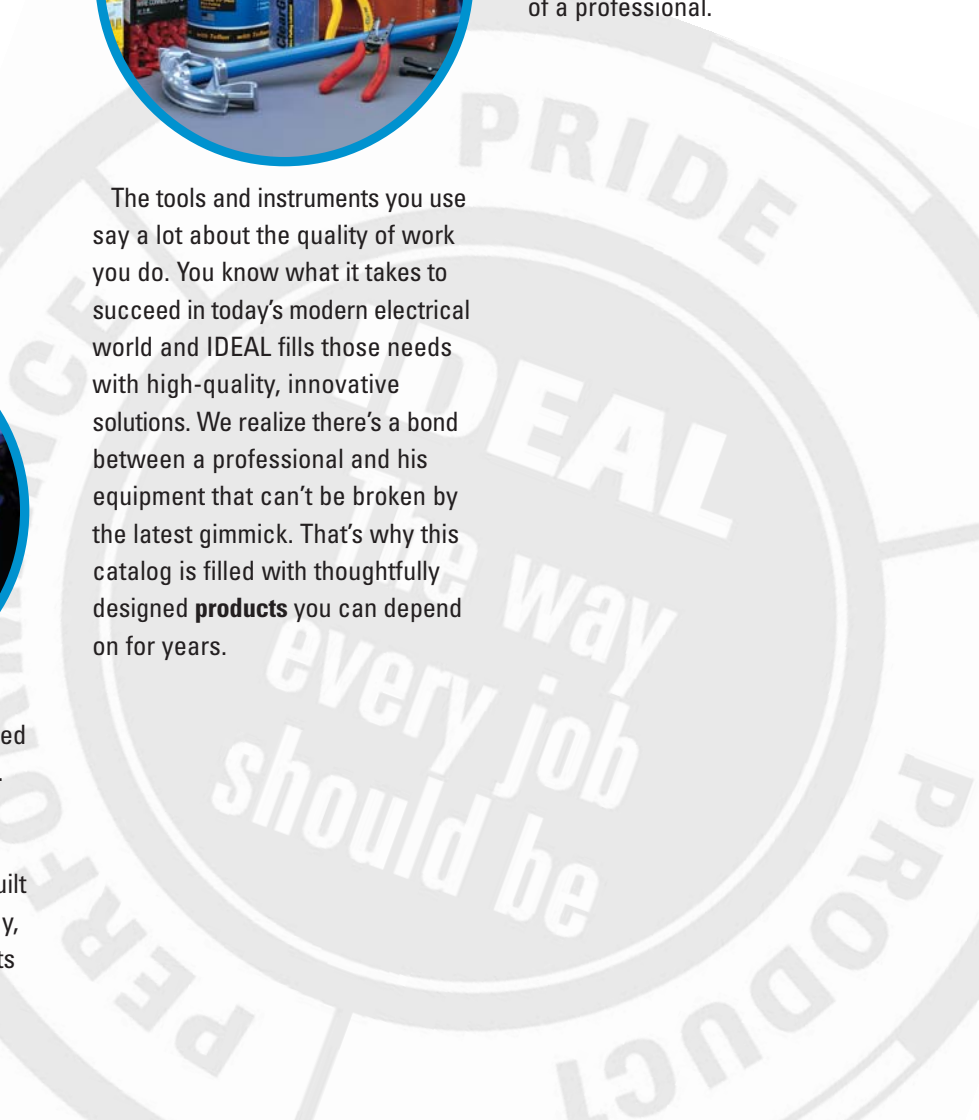 of a professional.
with Teflon
The tools and instruments you use
say a lot about the quality of work
you do. You know what it takes to
succeed in today's modern electrical
world and IDEAL fills those needs
with high-quality, innovative
solutions. We realize there's a bond
between a professional and his
equipment that can't be broken by
the latest gimmick. That's why this
catalog is filled with thoughtfully
designed products you can depend
on for years.
PRIDE
IDEAL
The way
every job
should be
PRODUCT
PERFORMANCE